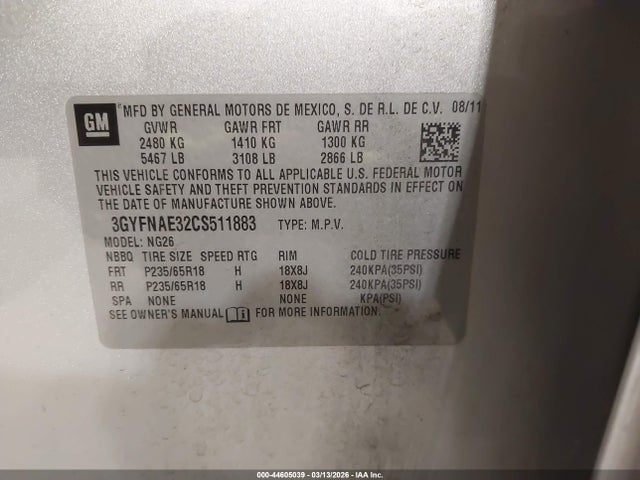 GM
MFD BY GENERAL MOTORS DE MEXICO, S. DE R.L. DE C.V. 08/11
GVWR GAWR FRT GAWR RR
2480 KG 1410 KG 1300 KG
5467 LB 3108 LB 2866 LB
THIS VEHICLE CONFORMS TO ALL APPLICABLE U.S. FEDERAL MOTOR
VEHICLE SAFETY AND THEFT PREVENTION STANDARDS IN EFFECT ON
THE DATE OF MANUFACTURE SHOWN ABOVE.
3GYFNAE32CS511883 TYPE: M.P.V.
MODEL: NG26
NBBQ TIRE SIZE SPEED RTG RIM COLD TIRE PRESSURE
FRT P235/65R18 H 18X8J 240KPA(35PSI)
RR P235/65R18 H 18X8J 240KPA(35PSI)
SPA NONE NONE KPA(PSI)
SEE OWNER'S MANUAL FOR MORE INFORMATION.
000-44605039 - 03/13/2026 - IAA Inc.